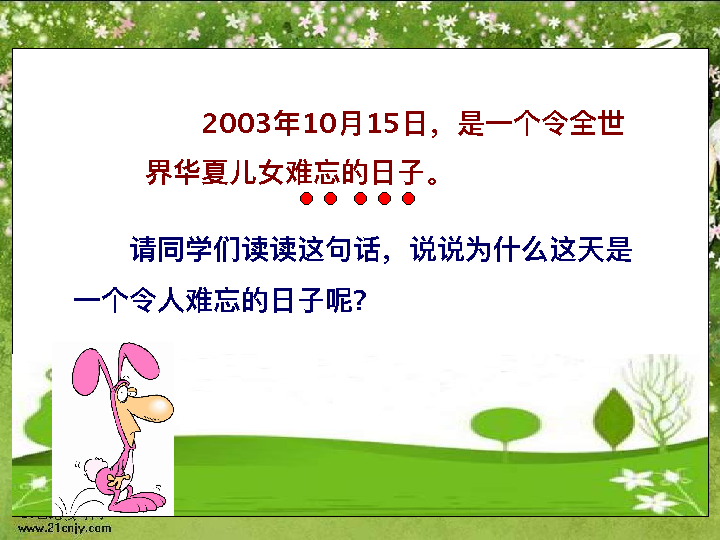 2003年10月15日，是一个令全世
界华夏儿女难忘的日子。
请同学们读读这句话，说说为什么这天是
一个令人难忘的日子呢？
www.21cnjy.com